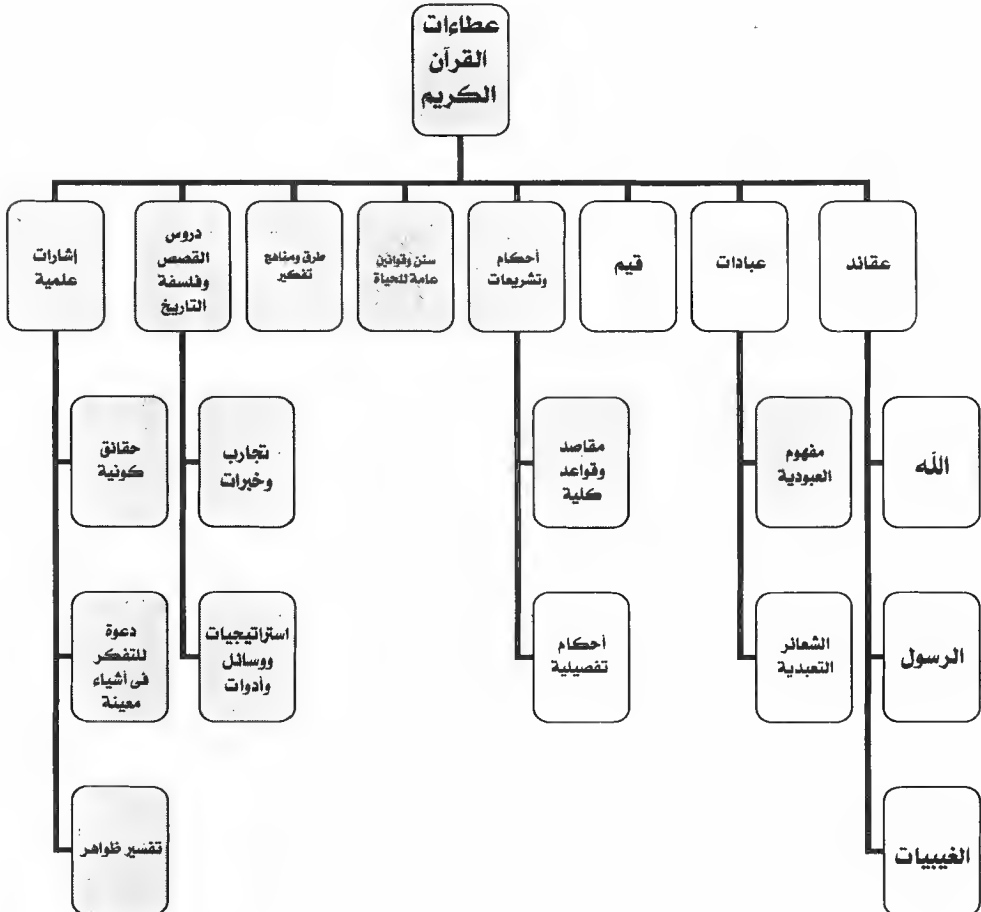 عطاءات
القرآن
الكريم
عقائد
عبادات
قيم
أحكام
وتشريعات
سنن وقوانين
عامة للحياة
طرق ومناهج
تفكير
دروس
القصص
وفلسفة
التاريخ
إشارات
علمية
الله
مفهوم
العبودية
مقاصد
وقواعد
كلية
تجارب
وخبرات
حقائق
كونية
الرسول
الشعائر
التعبدية
أحكام
تفصيلية
استراتيجيات
ووسائل
وأدوات
دعوة
للتفكر
فى أشياء
معينة
الغيبيات
تفسير ظواهر